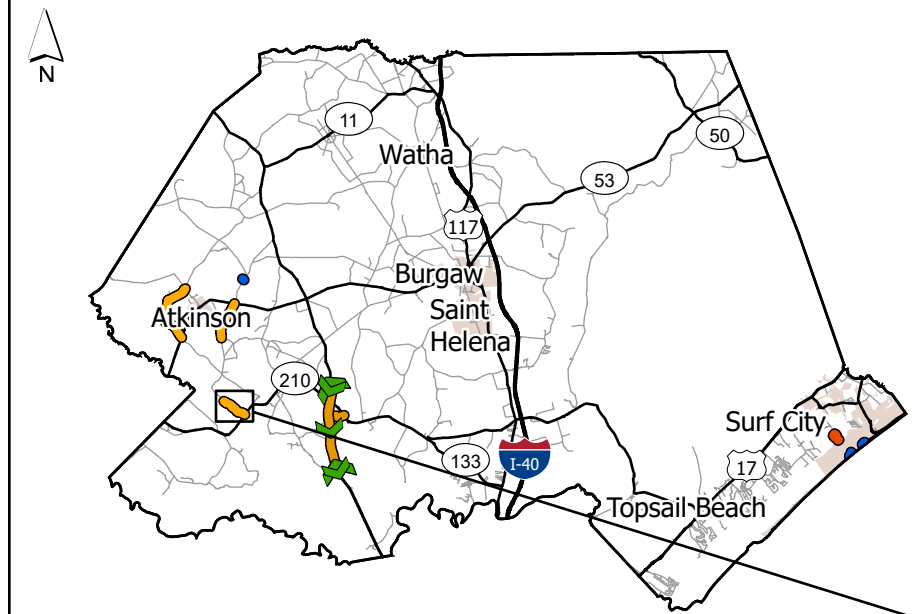 N
11
50
Watha
53
117
Burgaw
Saint
Helena
Atkinson
210
Surf City
133
I-40
17
Topsail Beach